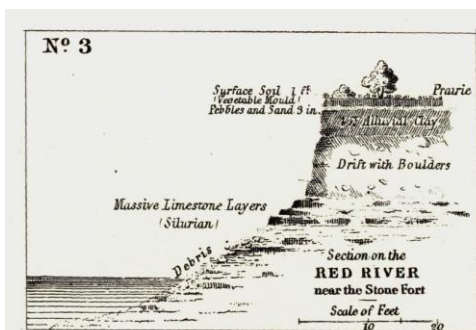 Nº 3
Surface Soil 1 ft.
(Vegetable Mould)
Prairie
Pebbles and Sand 3 in.
Alluvial Clay
Drift with Boulders
Massive Limestone Layers
(Silurian)
Debris
Section on the
RED RIVER
near the Stone Fort
Scale of Feet
10 20